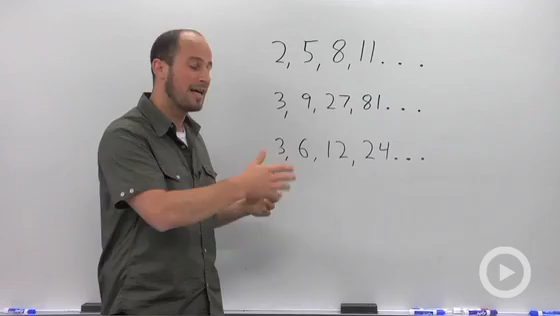 2, 5, 8, 11...
3, 9, 27, 81...
3, 6, 12, 24...